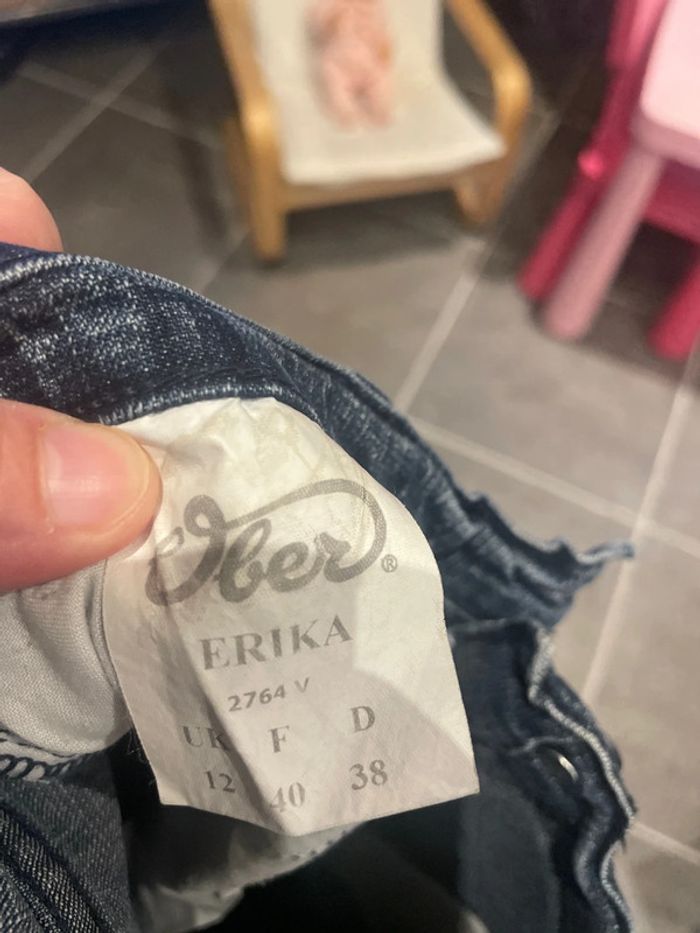 Ober®
ERIKA
2764 V
UK F D
12 40 38